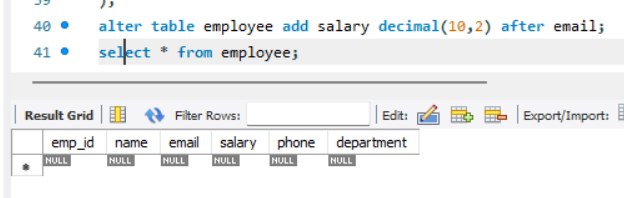 39 );
40 alter table employee add salary decimal(10,2) after email;
41 select * from employee;
Result Grid Filter Rows: Edit: Export/Import:
emp_id name email salary phone department
NULL NULL NULL NULL NULL NULL